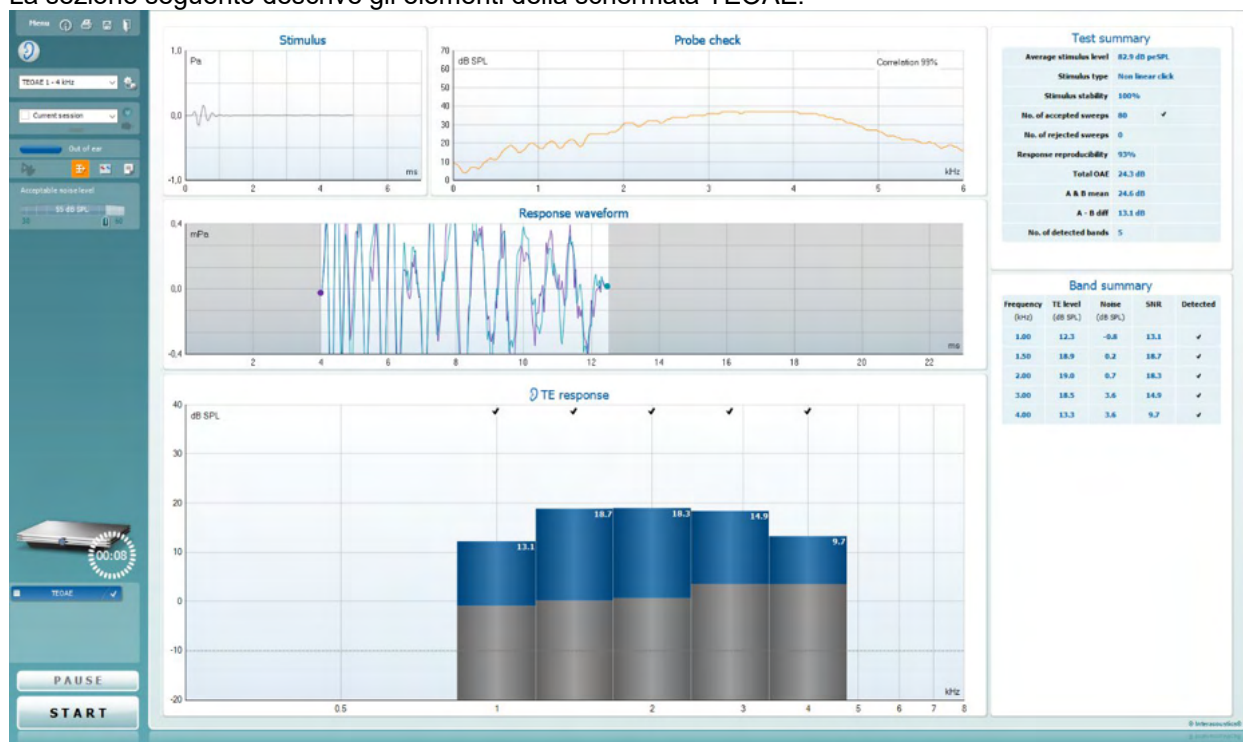 La sezione seguente descrive gli elementi della schermata TEOAE.
Menu
TEOAE 1 - 4 kHz
Current session
Out of ear
Acceptable noise level
55 dB SPL
30 60
00:08
TEOAE
PAUSE
START
Stimulus
Pa
1,0
0,0
-1,0
0 2 4 6
ms
Probe check
dB SPL
Correlation 99%
70
60
50
40
30
20
10
0
0 1 2 3 4 5 6
kHz
Response waveform
mPa
0,4
0,0
-0,4
2 4 6 8 10 12 14 16 18 20 22
ms
TE response
dB SPL
40
30
20
10
0
-10
-20
13.1 18.7 18.3 14.9 9.7
0.5 1 2 3 4 5 6 7 8
kHz
Test summary
Average stimulus level 82.9 dB peSPL
Stimulus type Non linear click
Stimulus stability 100%
No. of accepted sweeps 80
No. of rejected sweeps 0
Response reproducibility 93%
Total OAE 24.3 dB
A & B mean 24.6 dB
A - B diff 13.1 dB
No. of detected bands 5
Band summary
Frequency TE level Noise SNR Detected
(kHz) (dB SPL) (dB SPL)
1.00 12.3 -0.8 13.1
1.50 18.9 0.2 18.7
2.00 19.0 0.7 18.3
3.00 18.5 3.6 14.9
4.00 13.3 3.6 9.7